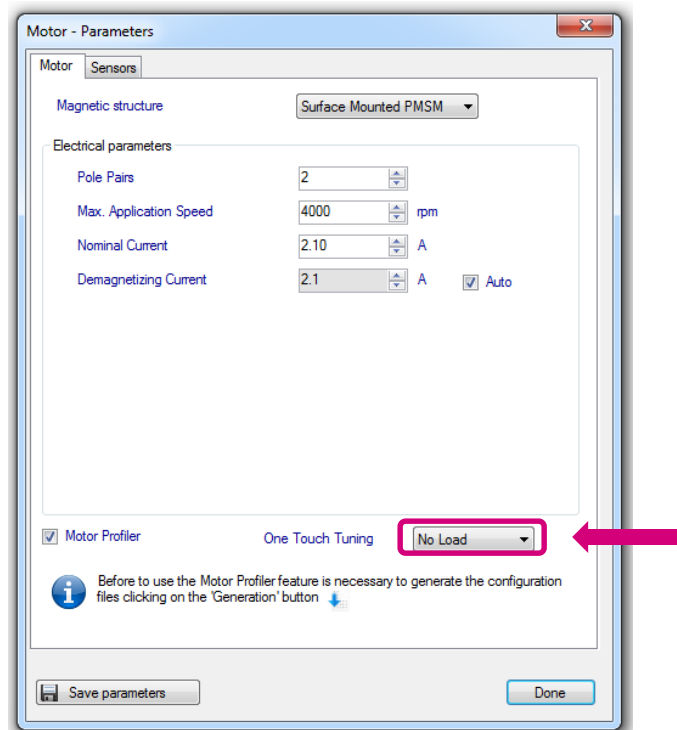 Motor - Parameters
Motor
Sensors
Magnetic structure
Surface Mounted PMSM
Electrical parameters
Pole Pairs
2
Max. Application Speed
4000
rpm
Nominal Current
2.10
A
Demagnetizing Current
2.1
A
Auto
Motor Profiler
One Touch Tuning
No Load
Before to use the Motor Profiler feature is necessary to generate the configuration
files clicking on the 'Generation' button
Save parameters
Done